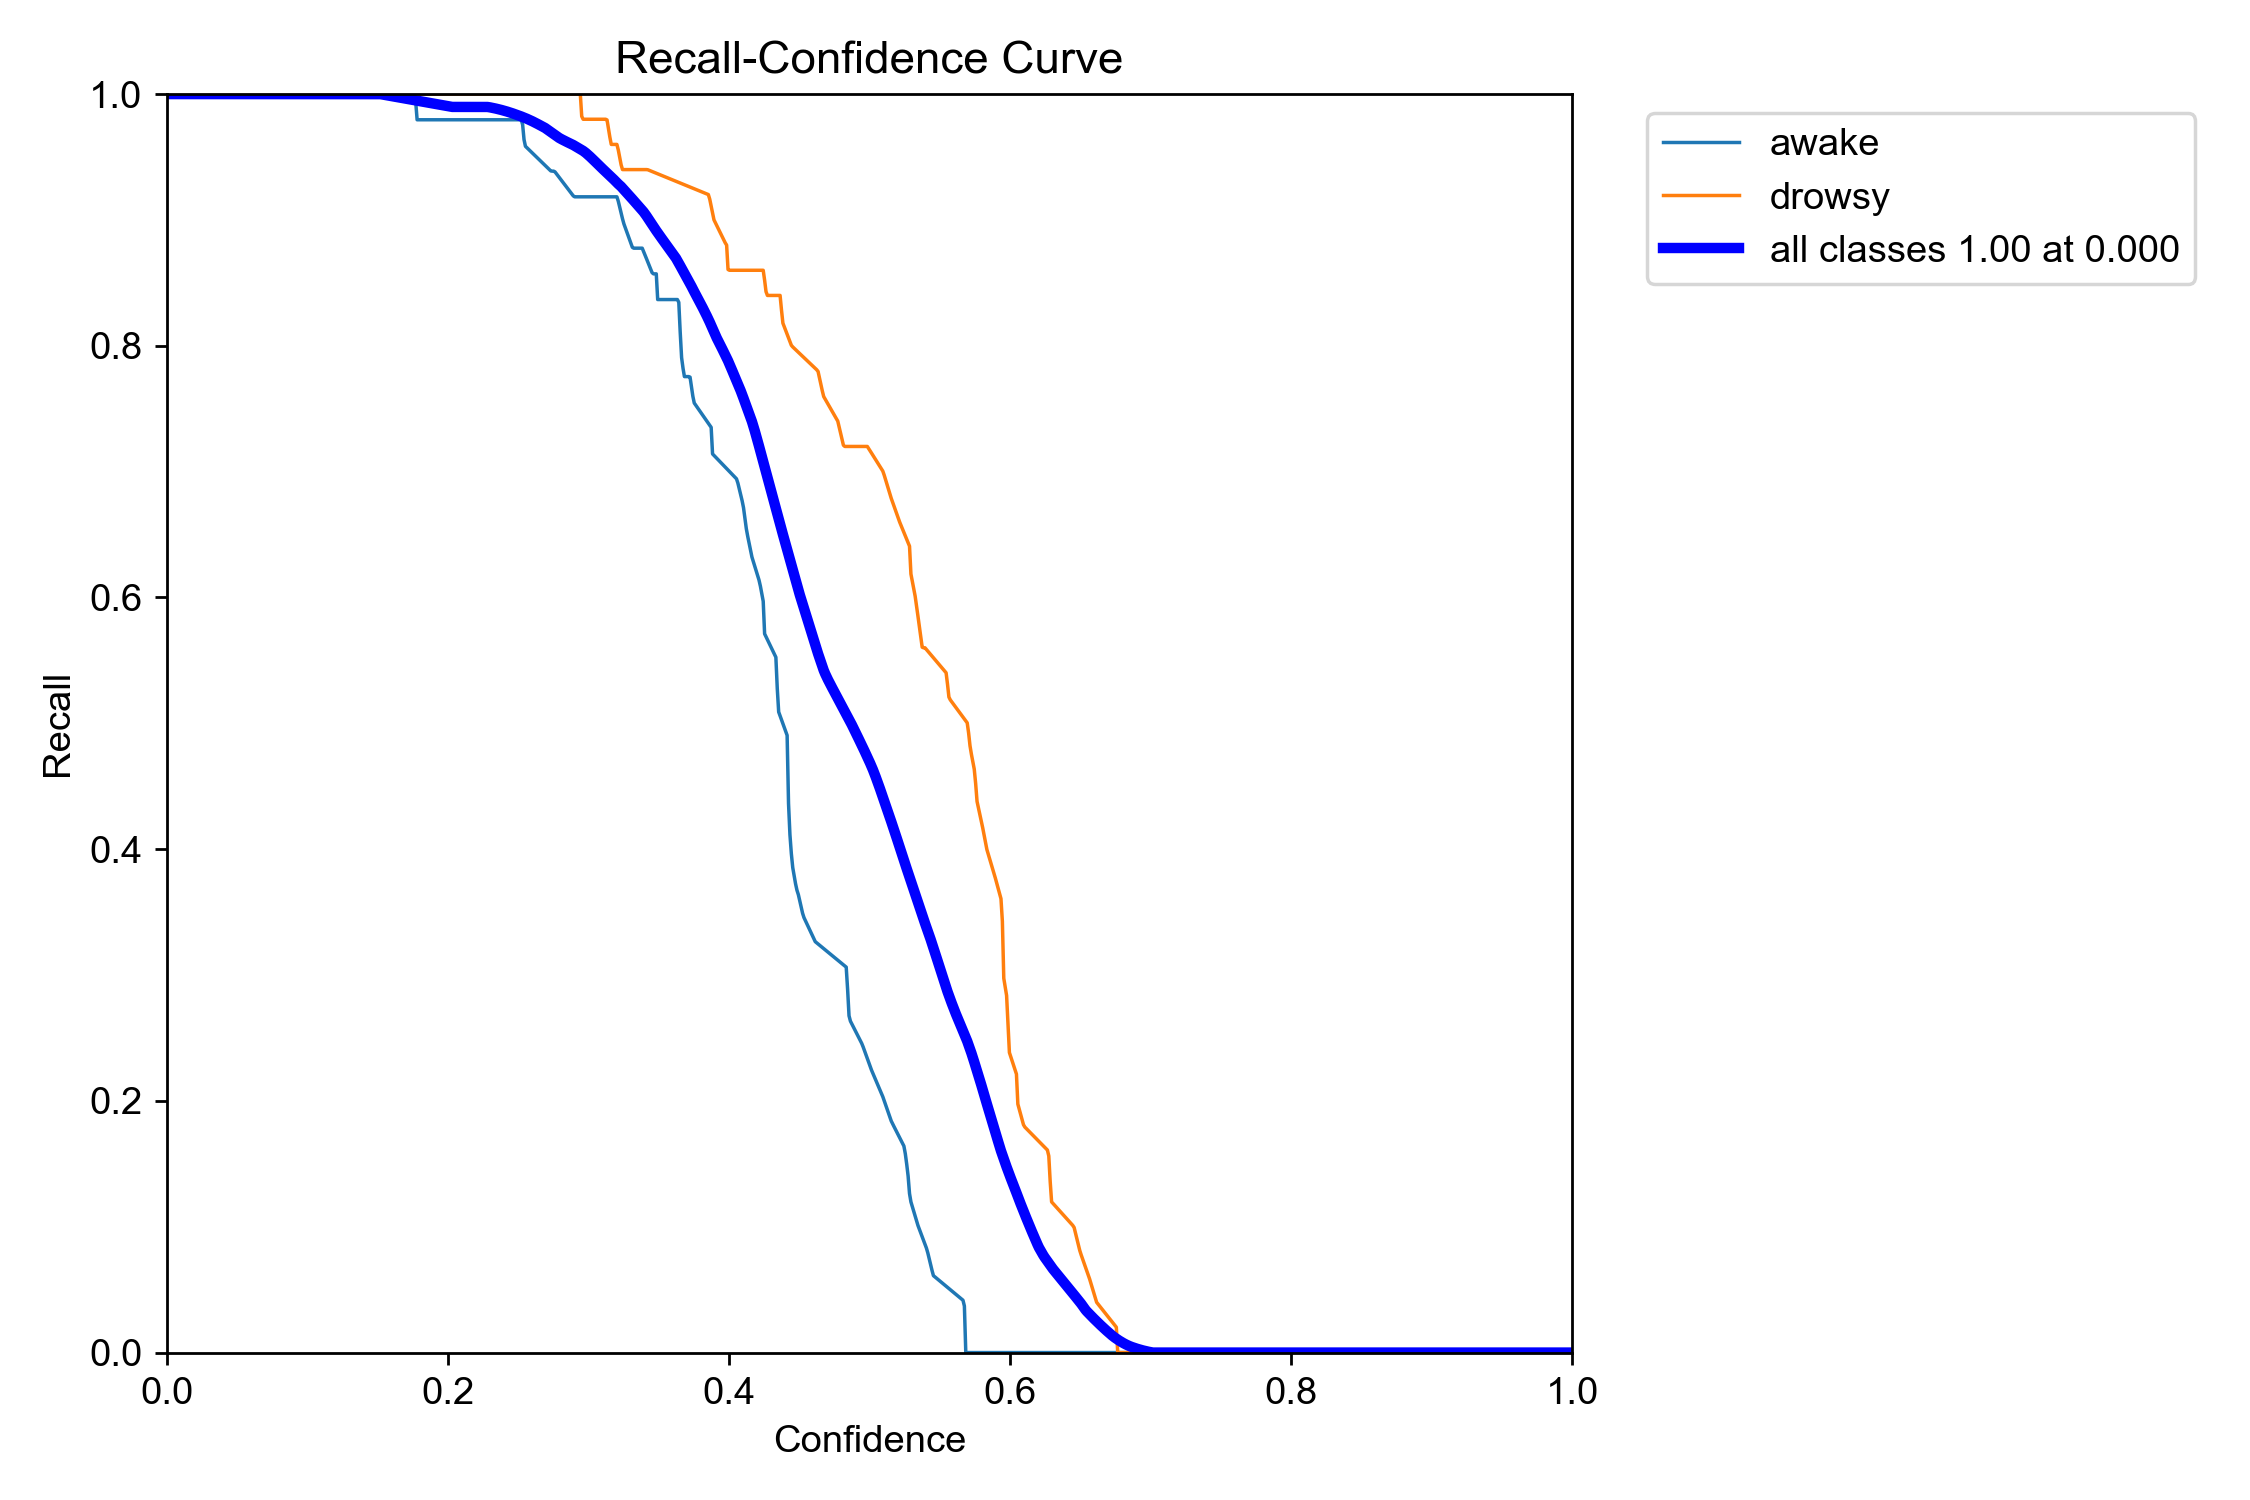 Recall-Confidence Curve
1.0
0.8
0.6
0.4
0.2
0.0
Recall
0.0 0.2 0.4 0.6 0.8 1.0
Confidence
awake
drowsy
all classes 1.00 at 0.000